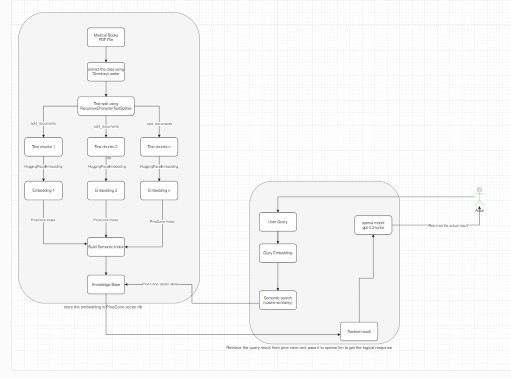 Medical Books
PDF File
extract the data using
DirectoryLoader
Text split using
RecursiveCharacterTextSplitter
split_documents
split_documents
split_documents
Text chunks 1
Text chunks 2
Text chunks n
HuggingFaceEmbedding
HuggingFaceEmbedding
HuggingFaceEmbedding
Embedding 1
Embedding 2
Embedding n
PineCone Index
PineCone Index
PineCone Index
Build Semantic Index
Knowledge Base
PineCone Vector db
store the embedding in PineCone vector db
User Query
Query Embedding
Semantic search
(cosine similarity)
openai model
gpt-3.5-turbo
Ranked result
Actor
Returned the actual result
Retrieve the query result from pine cone and pass it to openai llm to get the logical response